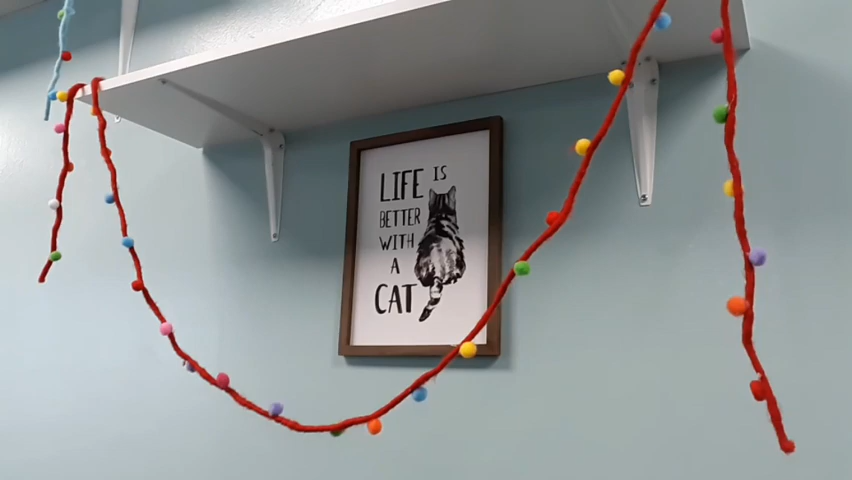 LIFE IS
BETTER
WITH
A
CAT